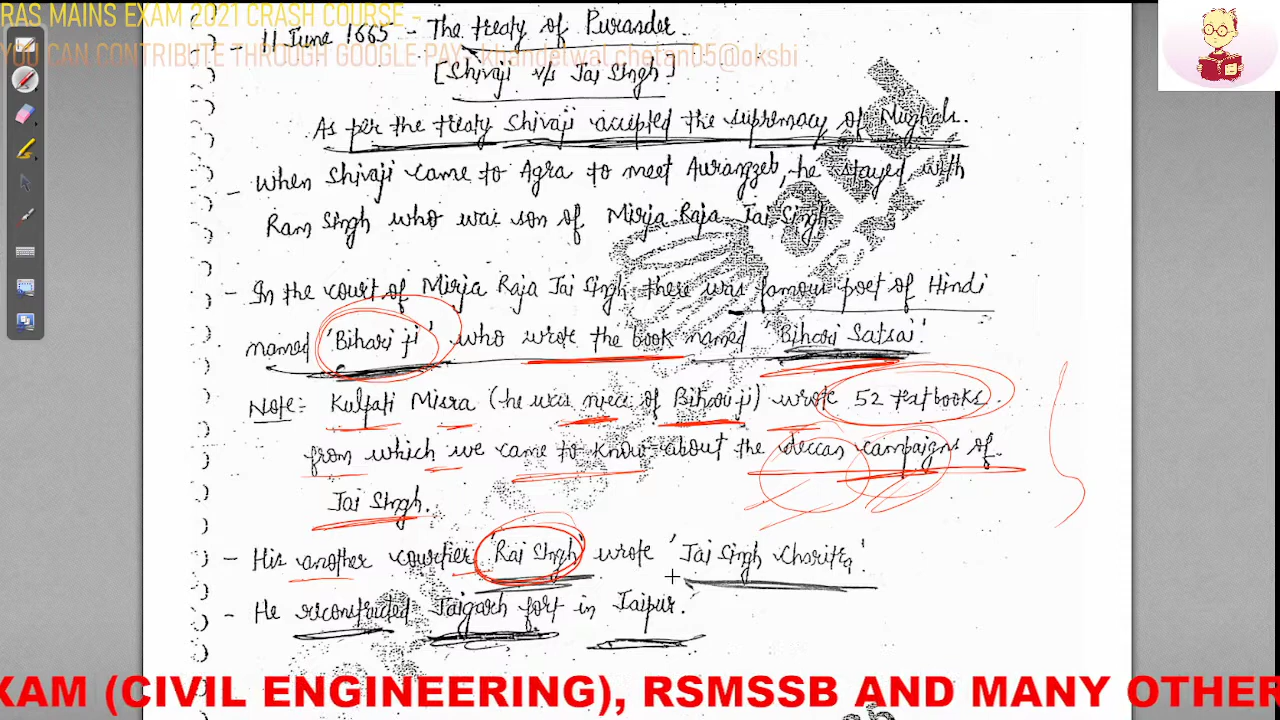 RAS MAINS EXAM 2021 CRASH COURSE -
YOU CAN CONTRIBUTE THROUGH GOOGLE PAY - khandelwal.chetan05@oksbi
11 June 1665 - The treaty of Purander.
[Shivaji v/s Jai Singh]
As per the treaty Shivaji accepted the supremacy of Mughals.
- When Shivaji came to Agra to meet Aurangzeb, he stayed with
Ram Singh who was son of Mirja Raja Jai Singh.
- In the court of Mirja Raja Jai Singh there was famous poet of Hindi
named 'Bihari ji' who wrote the book named 'Bihari Satsai'.
Note: Kulpati Misra (he was niece of Bihari ji) wrote 52 textbooks.
from which we came to know about the deccan campaigns of
Jai Singh.
- His another courtier 'Rai Singh' wrote 'Jai Singh Charitra'.
- He reconstructed Jaigarh fort in Jaipur.
XAM (CIVIL ENGINEERING), RSMSSB AND MANY OTHER